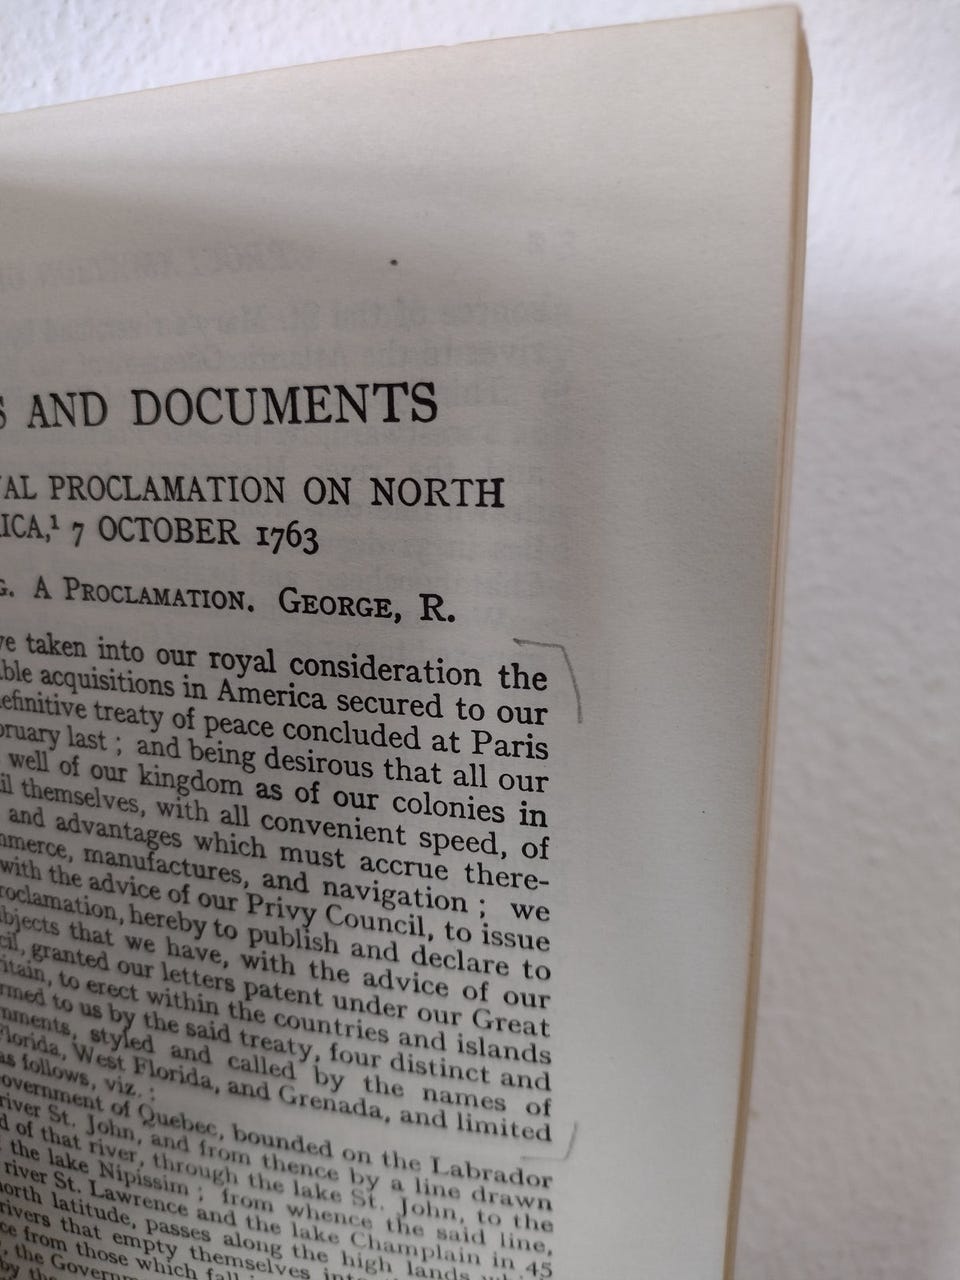 S AND DOCUMENTS
AL PROCLAMATION ON NORTH
ICA,¹ 7 OCTOBER 1763
G. A PROCLAMATION. GEORGE, R.
ve taken into our royal consideration the
ble acquisitions in America secured to our
efinitive treaty of peace concluded at Paris
bruary last ; and being desirous that all our
well of our kingdom as of our colonies in
il themselves, with all convenient speed, of
and advantages which must accrue there-
mmerce, manufactures, and navigation ; we
with the advice of our Privy Council, to issue
roclamation, hereby to publish and declare to
bjects that we have, with the advice of our
cil, granted our letters patent under our Great
itain, to erect within the countries and islands
rmed to us by the said treaty, four distinct and
nments, styled and called by the names of
Florida, West Florida, and Grenada, and limited
as follows, viz. :
overnment of Quebec, bounded on the Labrador
river St. John, and from thence by a line drawn
d of that river, through the lake St. John, to the
the lake Nipissim ; from whence the said line,
river St. Lawrence and the lake Champlain in 45
north latitude, passes along the high lands
rivers that empty themselves
ce from those which fall
, the Govern
by the